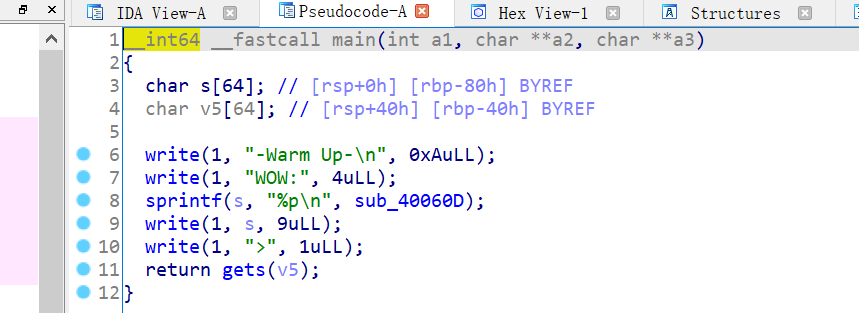 IDA View-A Pseudocode-A Hex View-1 Structures
1 __int64 __fastcall main(int a1, char **a2, char **a3)
2 {
3 char s[64]; // [rsp+0h] [rbp-80h] BYREF
4 char v5[64]; // [rsp+40h] [rbp-40h] BYREF
5
6 write(1, "-Warm Up-\n", 0xAuLL);
7 write(1, "WOW:", 4uLL);
8 sprintf(s, "%p\n", sub_40060D);
9 write(1, s, 9uLL);
10 write(1, ">", 1uLL);
11 return gets(v5);
12 }